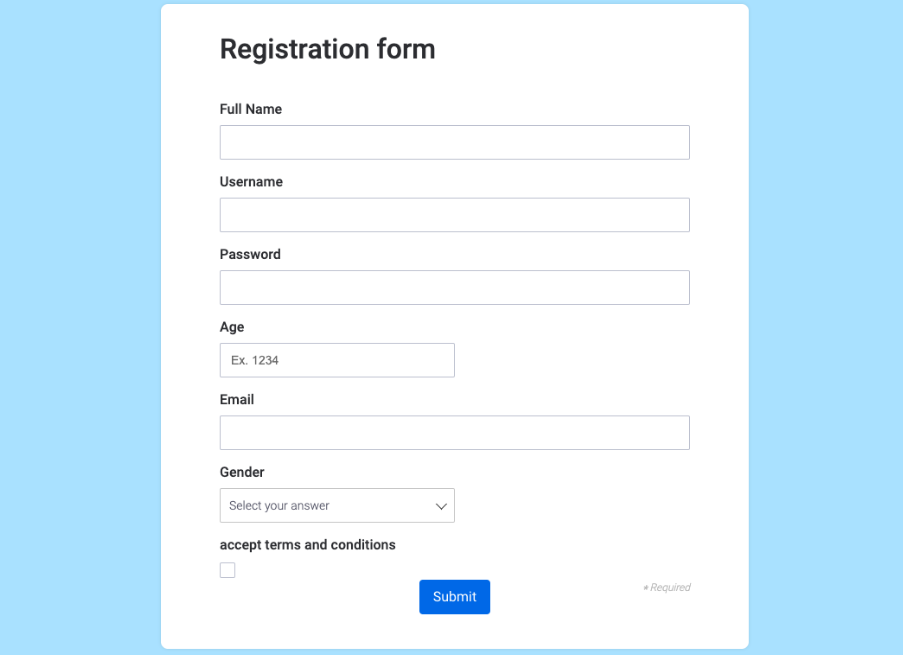 Registration form
Full Name
Username
Password
Age
Ex. 1234
Email
Gender
Select your answer
accept terms and conditions
* Required
Submit